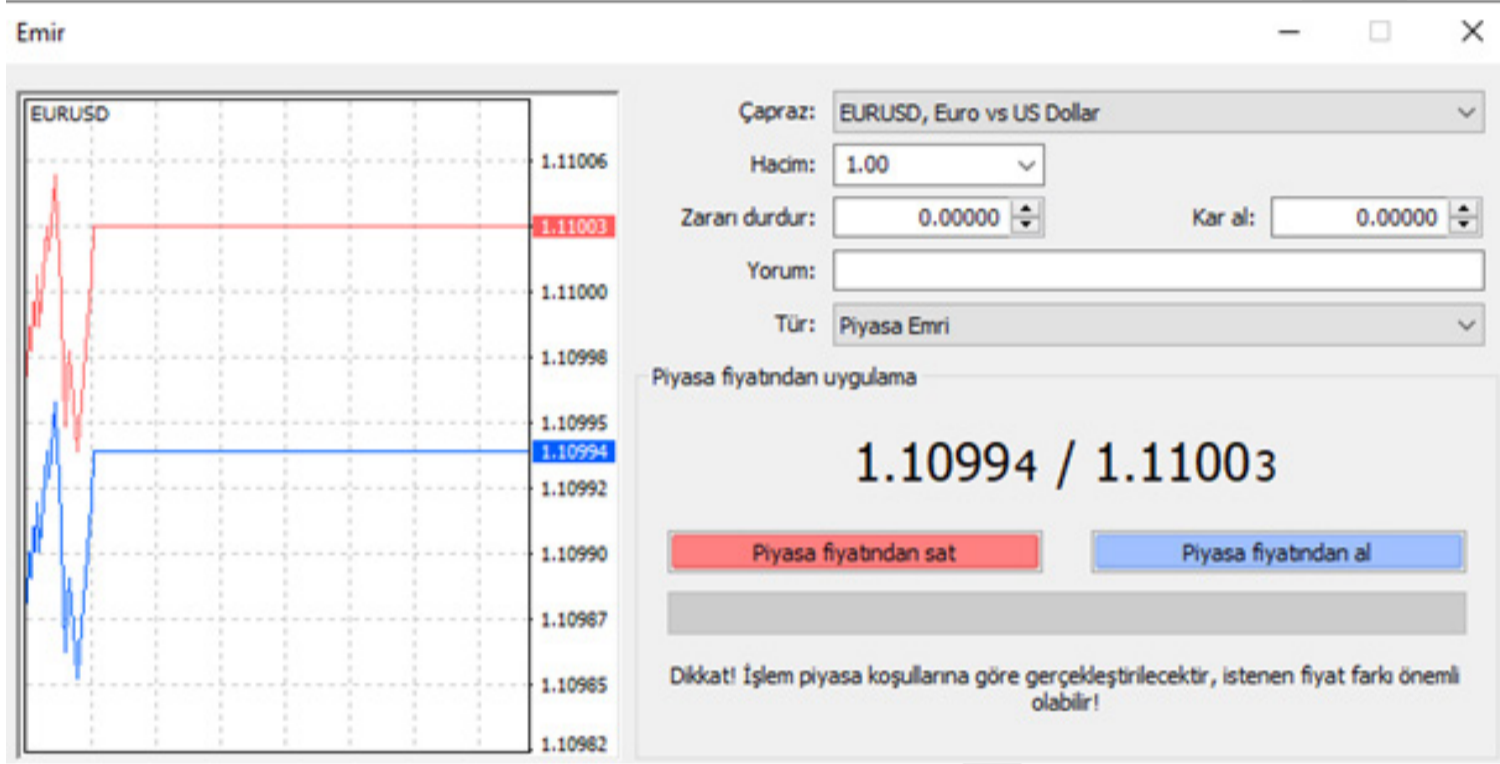 Emir
EURUSD
1.11006
1.11003
1.11000
1.10998
1.10995
1.10994
1.10992
1.10990
1.10987
1.10985
1.10982
Çapraz: EURUSD, Euro vs US Dollar
Hacim: 1.00
Zararı durdur: 0.00000 Kar al: 0.00000
Yorum:
Tür: Piyasa Emri
Piyasa fiyatından uygulama
1.10994 / 1.11003
Piyasa fiyatından sat Piyasa fiyatından al
Dikkat! İşlem piyasa koşullarına göre gerçekleştirilecektir, istenen fiyat farkı önemli
olabilir!